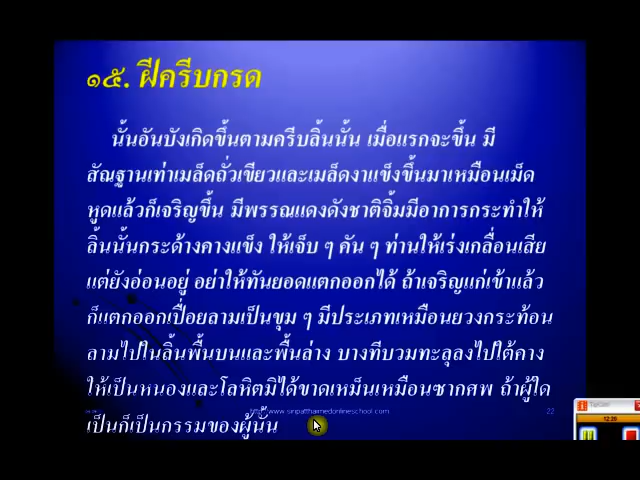 ๑๕. ฝีครีบกรด
นั้นอันบังเกิดขึ้นตามครีบลิ้นนั้น เมื่อแรกจะขึ้น มี
สัณฐานเท่าเมล็ดถั่วเขียวและเมล็ดงาแข็งขึ้นมาเหมือนเม็ด
หูดแล้วก็เจริญขึ้น มีพรรณแดงดังชาติจิ้มมีอาการกระทำให้
ลิ้นนั้นกระด้างคางแข็ง ให้เจ็บ ๆ คัน ๆ ท่านให้เร่งเกลื่อนเสีย
แต่ยังอ่อนอยู่ อย่าให้ทันยอดแตกออกได้ ถ้าเจริญแก่เข้าแล้ว
ก็แตกออกเปื่อยลามเป็นขุม ๆ มีประเภทเหมือนยวงกระท้อน
ลามไปในลิ้นพื้นบนและพื้นล่าง บางทีบวมทะลุลงไปใต้คาง
ให้เป็นหนองและโลหิตมิได้ขาดเหม็นเหมือนซากศพ ถ้าผู้ใด
http://www.sinpatthaimedonlineschool.com 22
เป็นก็เป็นกรรมของผู้นั้น
12:26